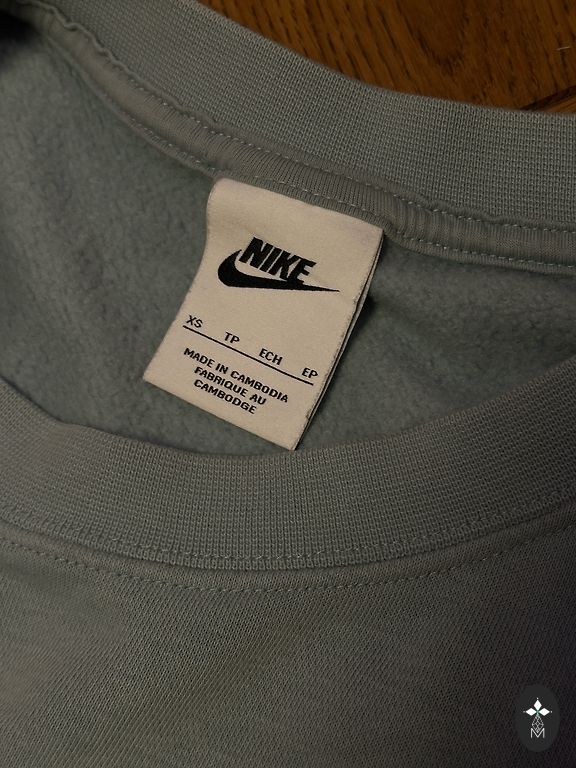 NIKE
XS TP ECH EP
MADE IN CAMBODIA
FABRIQUE AU
CAMBODGE
M